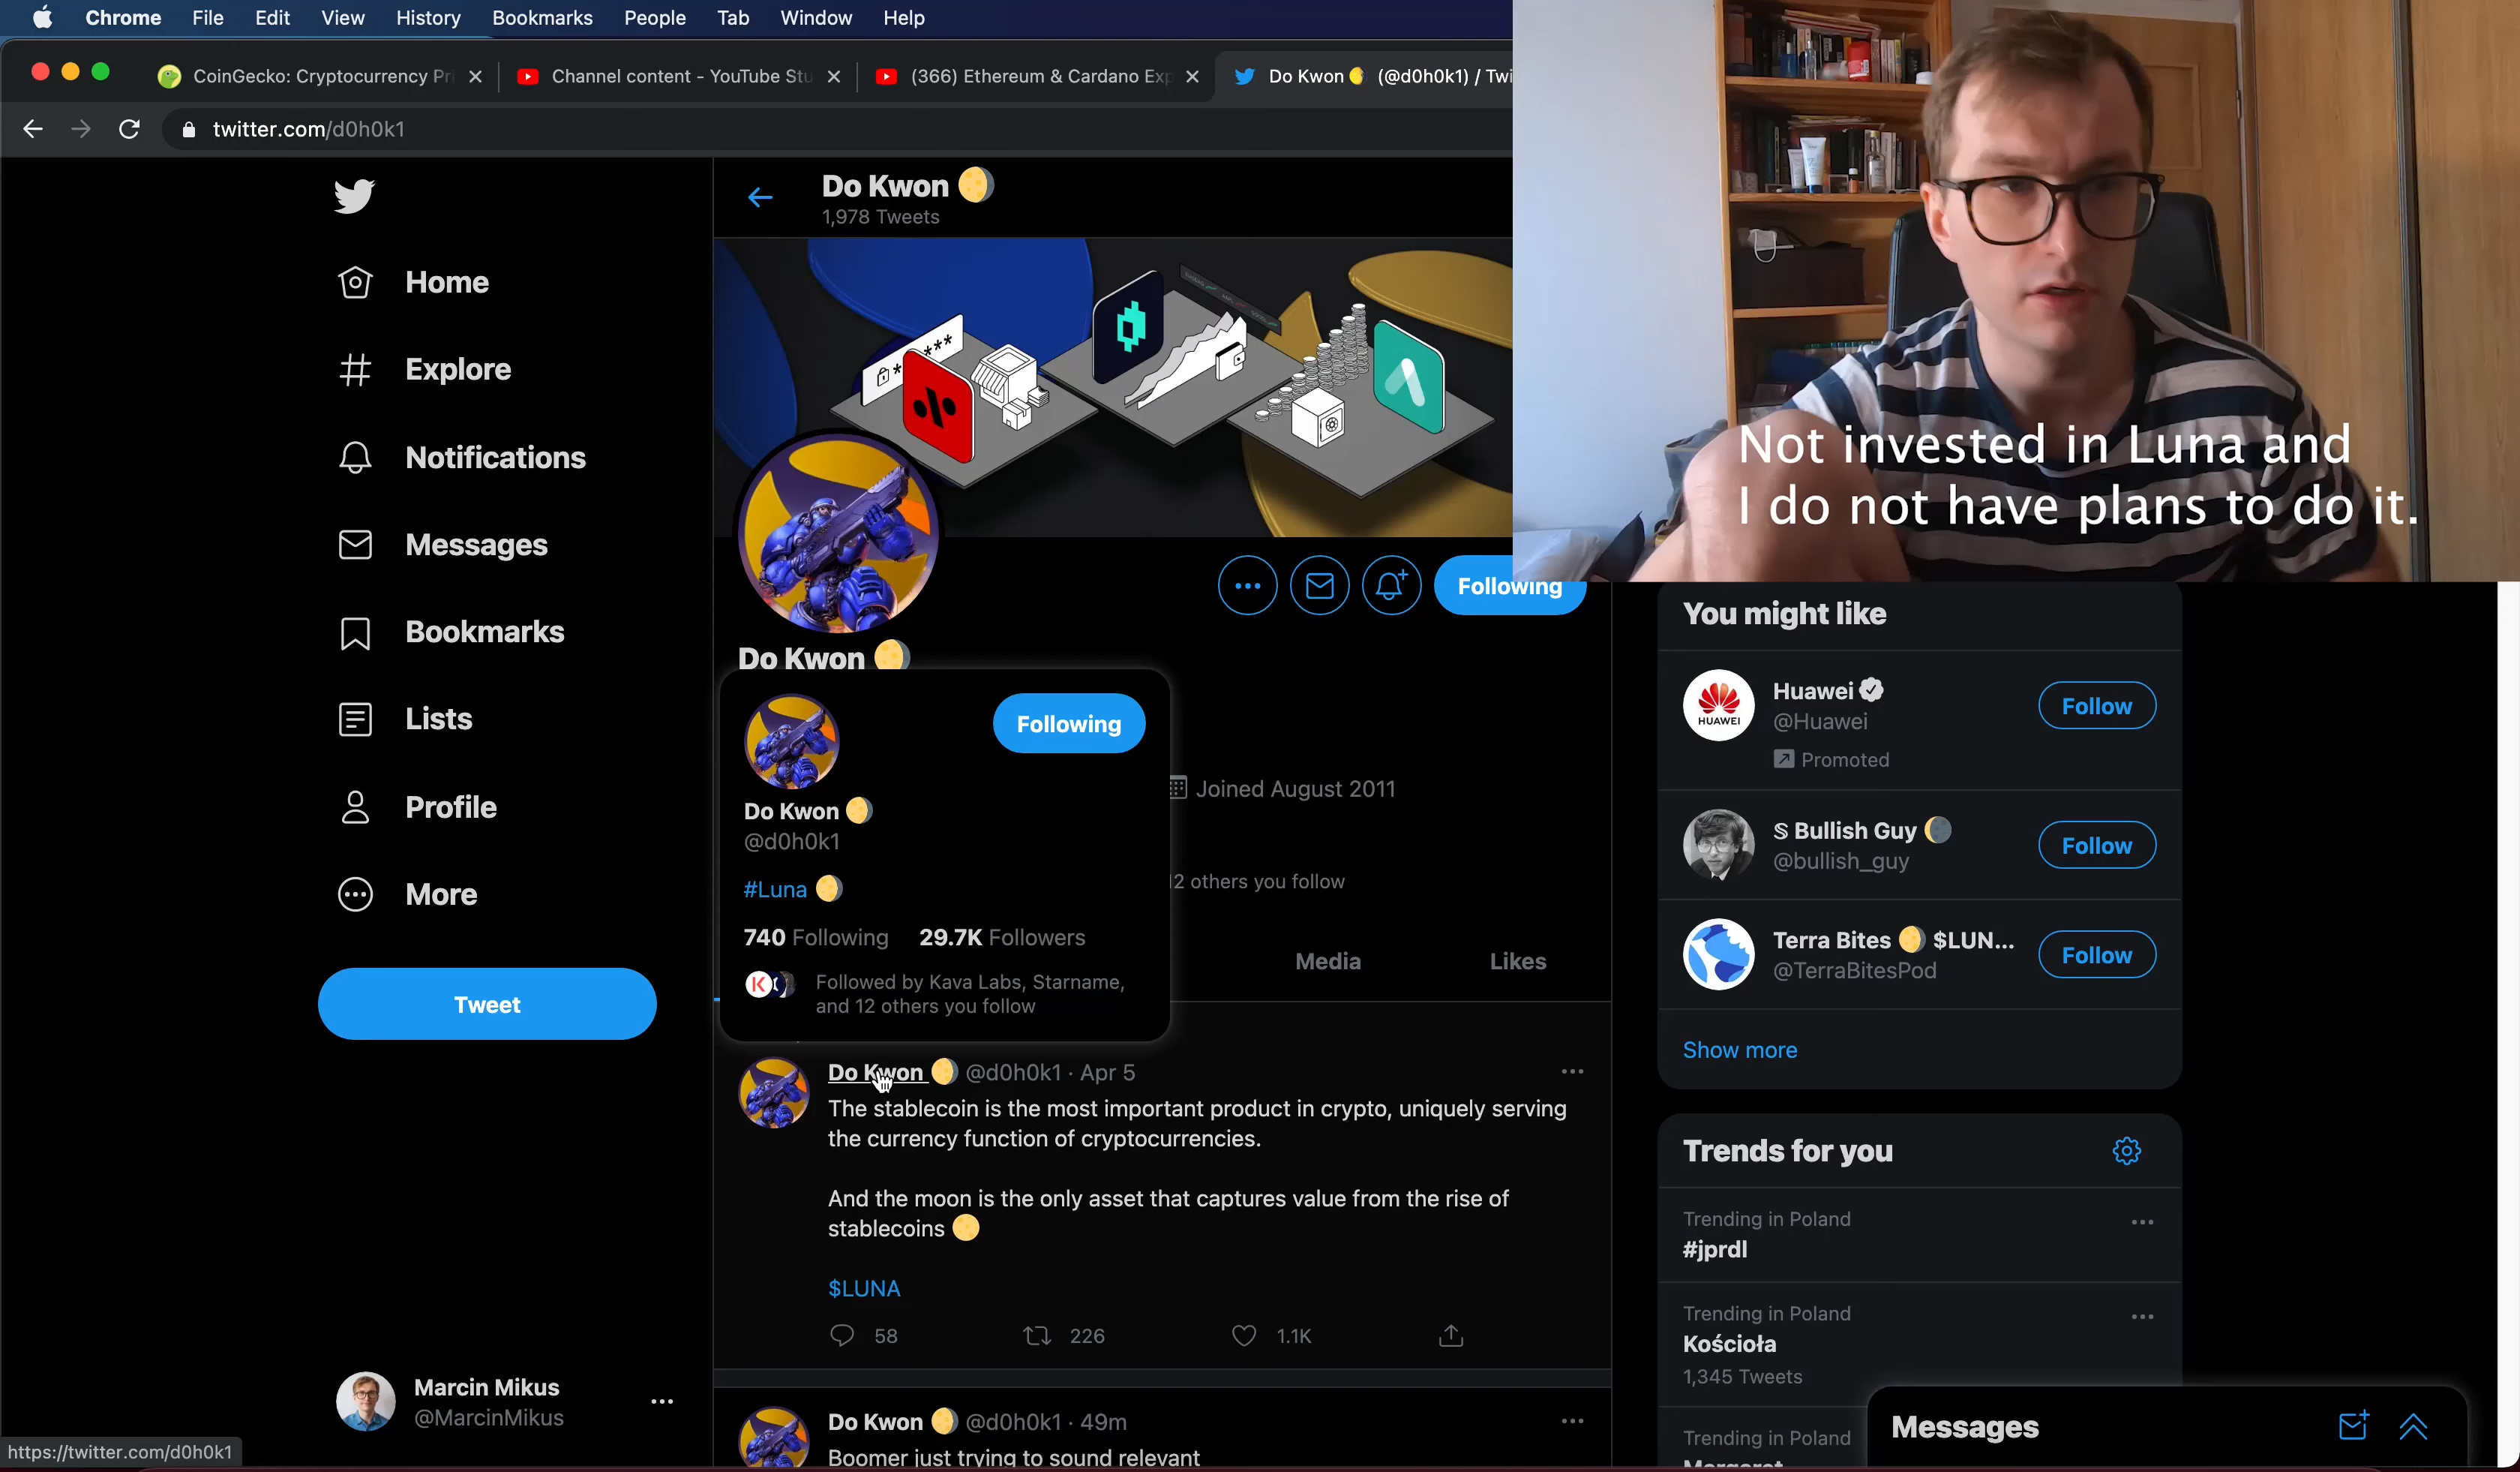 Chrome File Edit View History Bookmarks People Tab Window Help
CoinGecko: Cryptocurrency Pri
Channel content - YouTube Stu
(366) Ethereum & Cardano Exp
Do Kwon🌖 (@d0h0k1) / Twi
twitter.com/d0h0k1
Home
Explore
Notifications
Messages
Bookmarks
Lists
Profile
More
Tweet
Marcin Mikus
@MarcinMikus
https://twitter.com/d0h0k1
Do Kwon 🌖
1,978 Tweets
Following
Do Kwon 🌖
Following
Do Kwon 🌖
@d0h0k1
#Luna 🌖
740 Following 29.7K Followers
Followed by Kava Labs, Starname,
and 12 others you follow
Joined August 2011
12 others you follow
Media Likes
Do Kwon 🌖 @d0h0k1 · Apr 5
The stablecoin is the most important product in crypto, uniquely serving
the currency function of cryptocurrencies.
And the moon is the only asset that captures value from the rise of
stablecoins 🌕
$LUNA
58 226 1.1K
Do Kwon 🌖 @d0h0k1 · 49m
Boomer just trying to sound relevant
Not invested in Luna and
I do not have plans to do it.
You might like
HUAWEI
Huawei
@Huawei
Promoted
Follow
𝕊 Bullish Guy 🌘
@bullish_guy
Follow
Terra Bites 🌖 $LUN...
@TerraBitesPod
Follow
Show more
Trends for you
Trending in Poland
#jprdl
Trending in Poland
Kościoła
1,345 Tweets
Trending in Poland
Messages